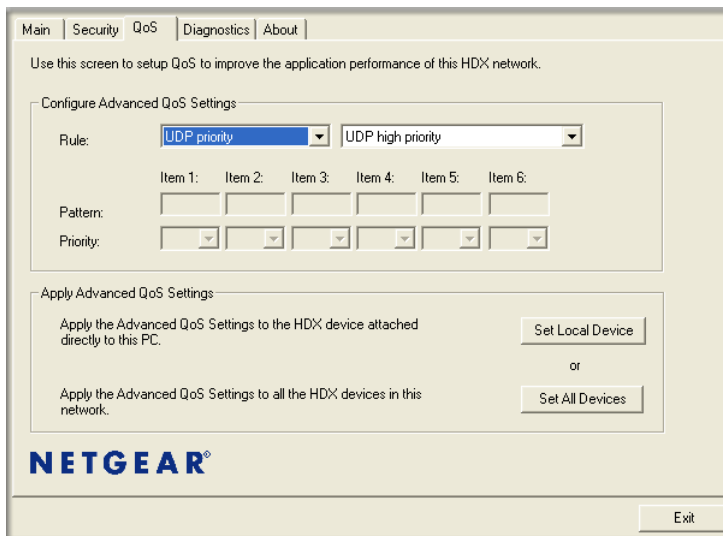 Main Security QoS Diagnostics About
Use this screen to setup QoS to improve the application performance of this HDX network.
Configure Advanced QoS Settings
Rule: UDP priority UDP high priority
Item 1: Item 2: Item 3: Item 4: Item 5: Item 6:
Pattern:
Priority:
Apply Advanced QoS Settings
Apply the Advanced QoS Settings to the HDX device attached
directly to this PC.
Set Local Device
or
Apply the Advanced QoS Settings to all the HDX devices in this
network.
Set All Devices
NETGEAR®
Exit